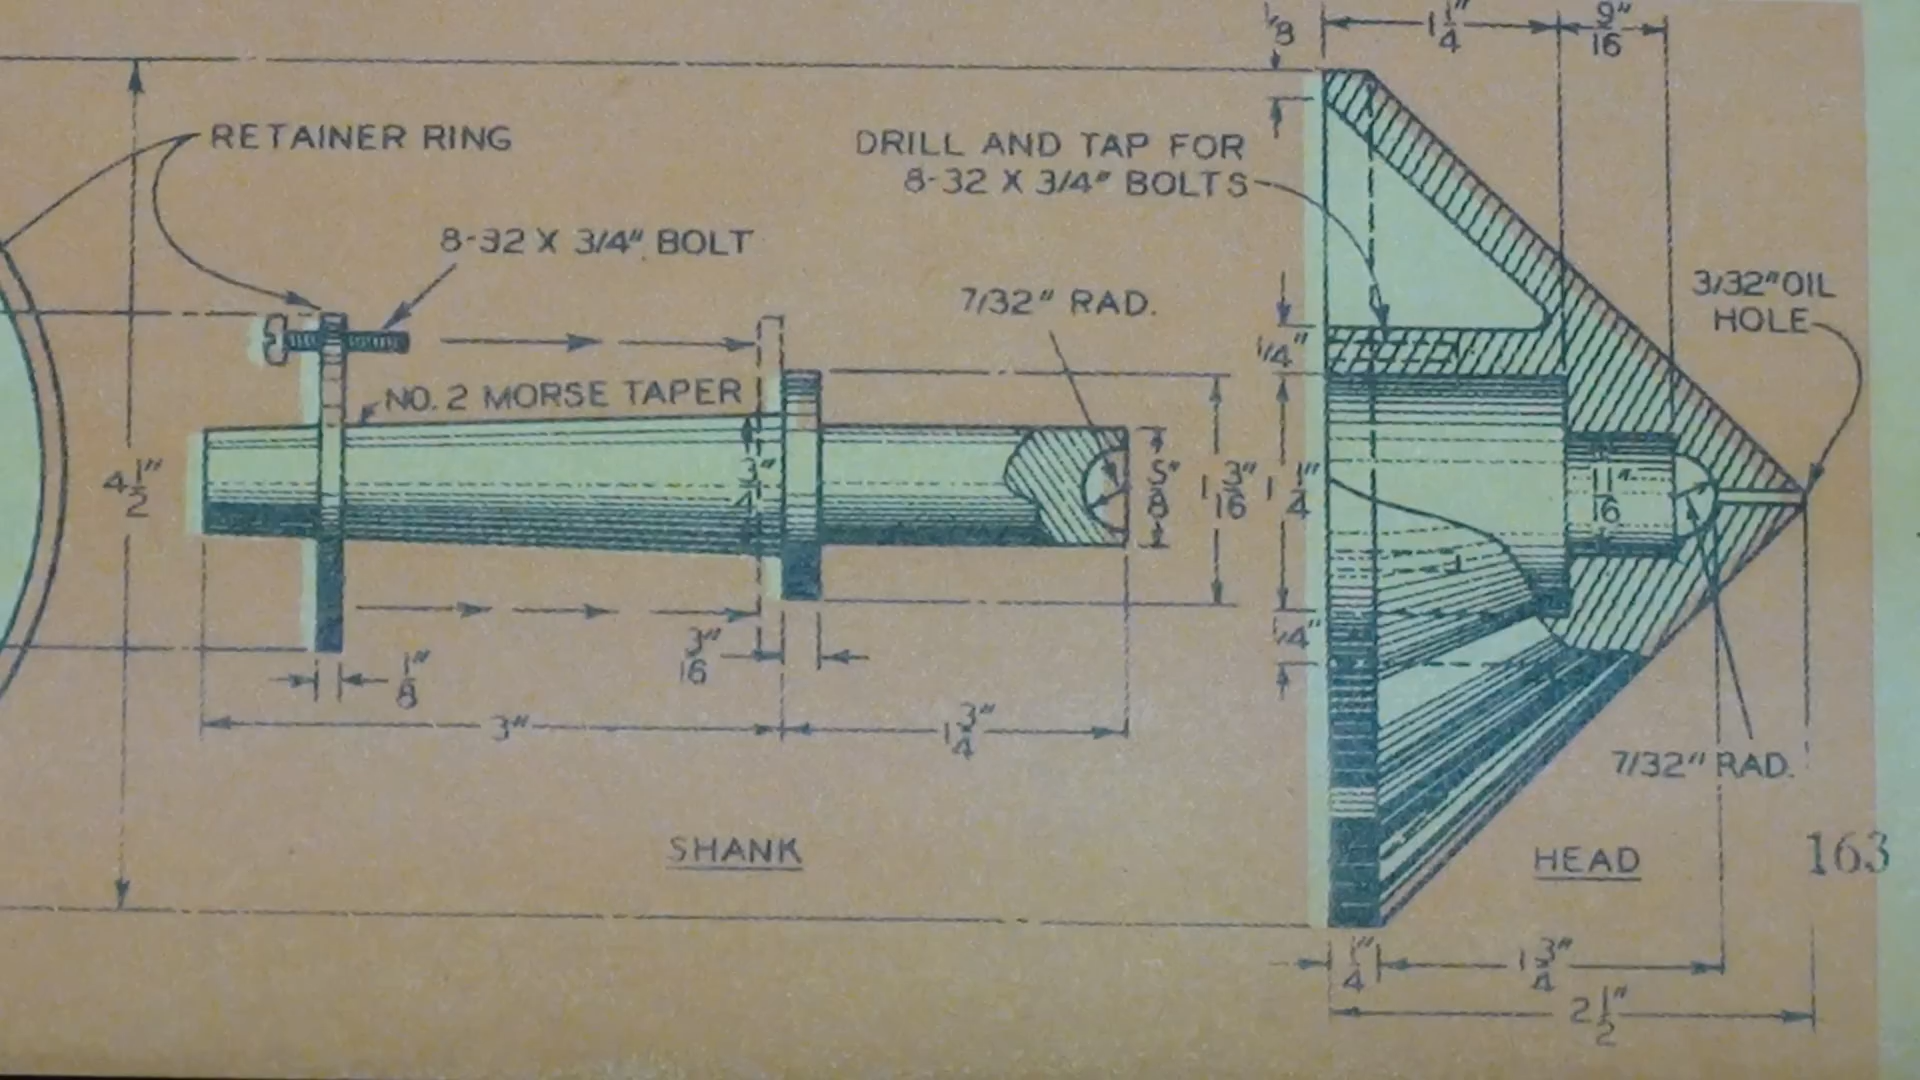 1/8
1 1/4"
9/16"
RETAINER RING
DRILL AND TAP FOR
8-32 X 3/4" BOLTS
8-32 X 3/4" BOLT
7/32" RAD.
3/32" OIL
HOLE
1/4"
NO. 2 MORSE TAPER
4 1/2"
3/4"
5/8"
1 3/16"
1 1/4"
11/16"
1/4"
3/16"
1/8"
3"
1 3/4"
7/32" RAD.
SHANK
HEAD
163
1/4"
1 3/4"
2 1/2"